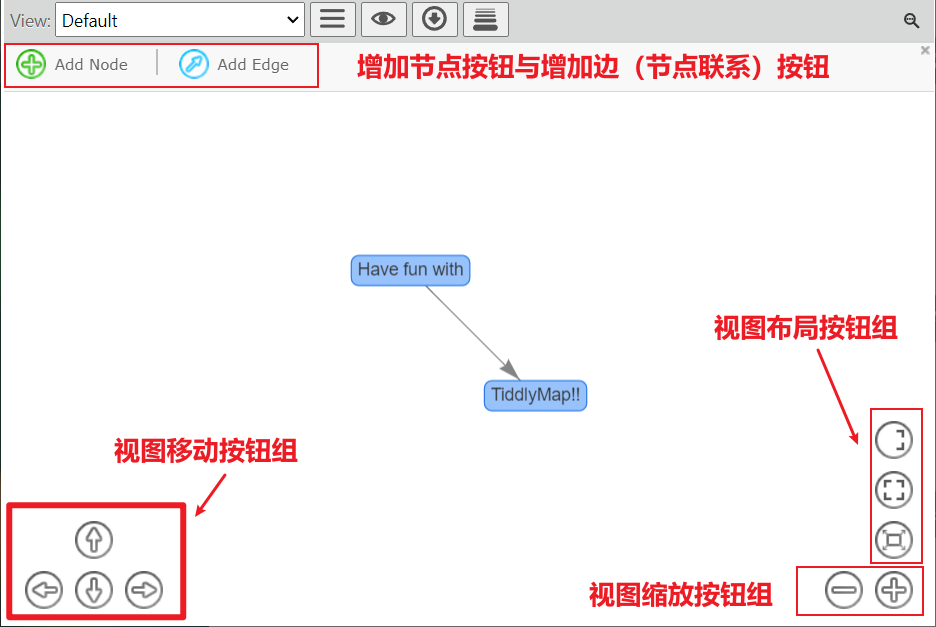 View: Default
Add Node Add Edge 增加节点按钮与增加边（节点联系）按钮
Have fun with
视图布局按钮组
TiddlyMap!!
视图移动按钮组
视图缩放按钮组